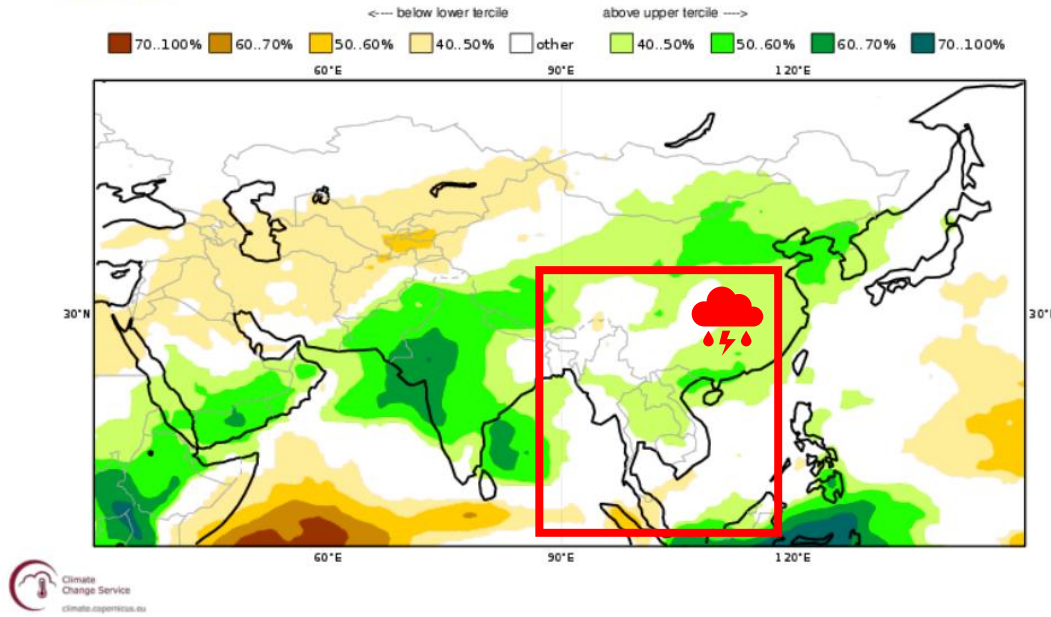 <---- below lower tercile above upper tercile ---->
70..100% 60..70% 50..60% 40..50% other 40..50% 50..60% 60..70% 70..100%
60°E 90°E 120°E
30°N 30°
60°E 90°E 120°E
Climate
Change Service
climate.copernicus.eu